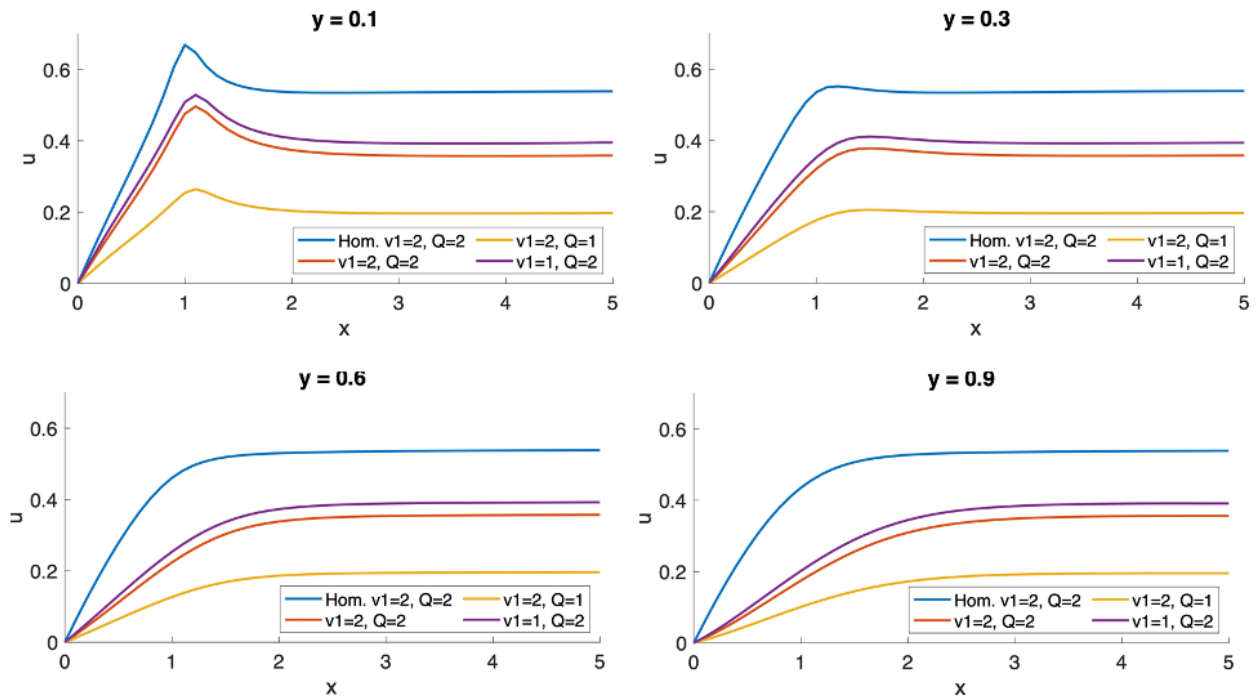 y = 0.1
0.6
0.4
0.2
0
u
Hom. v1=2, Q=2
v1=2, Q=1
v1=2, Q=2
v1=1, Q=2
0 1 2 3 4 5
x
y = 0.3
0.6
0.4
0.2
0
u
Hom. v1=2, Q=2
v1=2, Q=1
v1=2, Q=2
v1=1, Q=2
0 1 2 3 4 5
x
y = 0.6
0.6
0.4
0.2
0
u
Hom. v1=2, Q=2
v1=2, Q=1
v1=2, Q=2
v1=1, Q=2
0 1 2 3 4 5
x
y = 0.9
0.6
0.4
0.2
0
u
Hom. v1=2, Q=2
v1=2, Q=1
v1=2, Q=2
v1=1, Q=2
0 1 2 3 4 5
x